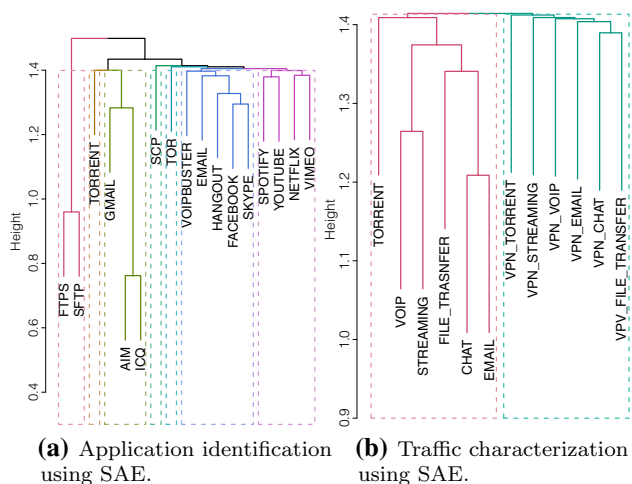 Height
1.4
1.2
1.0
0.8
0.6
0.4
FTPS
SFTP
TORRENT
GMAIL
AIM
ICQ
SCP
TOR
VOIPBUSTER
EMAIL
HANGOUT
FACEBOOK
SKYPE
SPOTIFY
YOUTUBE
NETFLIX
VIMEO
(a) Application identification
using SAE.
Height
1.4
1.3
1.2
1.1
1.0
0.9
TORRENT
VOIP
STREAMING
FILE_TRASNFER
CHAT
EMAIL
VPN_TORRENT
VPN_STREAMING
VPN_VOIP
VPN_EMAIL
VPN_CHAT
VPV_FILE_TRANSFER
(b) Traffic characterization
using SAE.